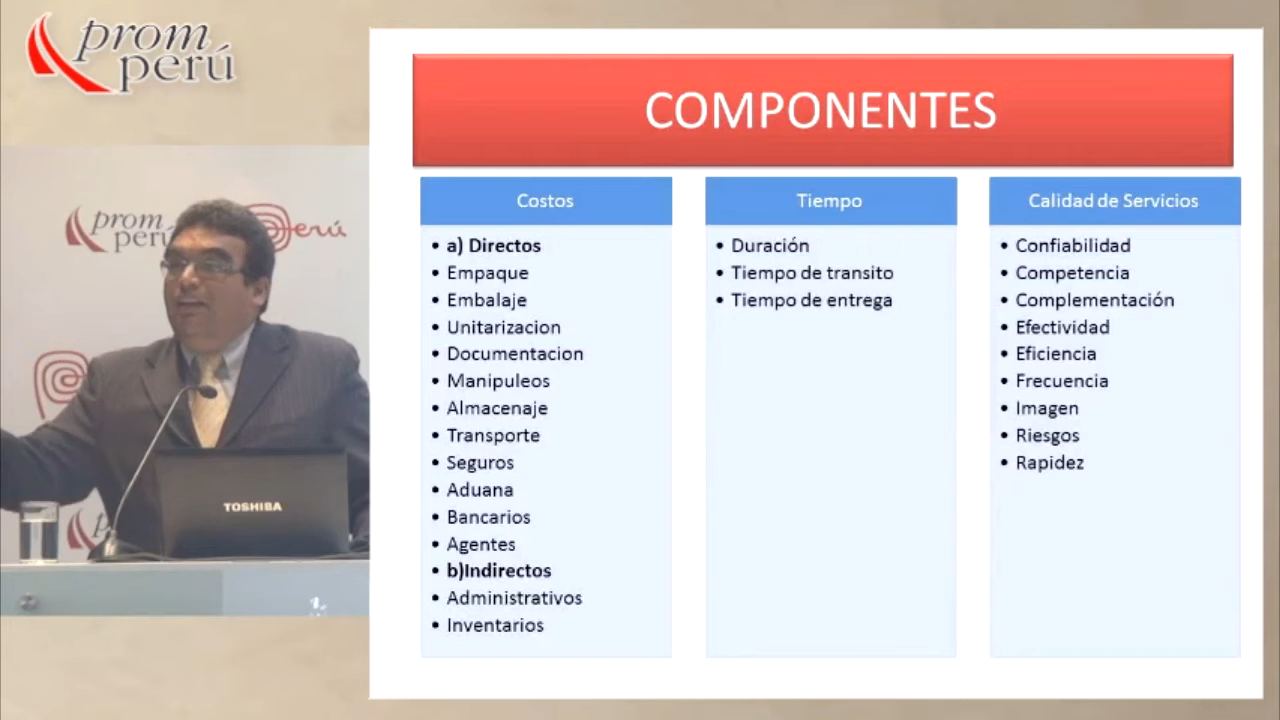 prom
perú
prom
perú
Perú
TOSHIBA
COMPONENTES
Costos
• a) Directos
• Empaque
• Embalaje
• Unitarizacion
• Documentacion
• Manipuleos
• Almacenaje
• Transporte
• Seguros
• Aduana
• Bancarios
• Agentes
• b)Indirectos
• Administrativos
• Inventarios
Tiempo
• Duración
• Tiempo de transito
• Tiempo de entrega
Calidad de Servicios
• Confiabilidad
• Competencia
• Complementación
• Efectividad
• Eficiencia
• Frecuencia
• Imagen
• Riesgos
• Rapidez